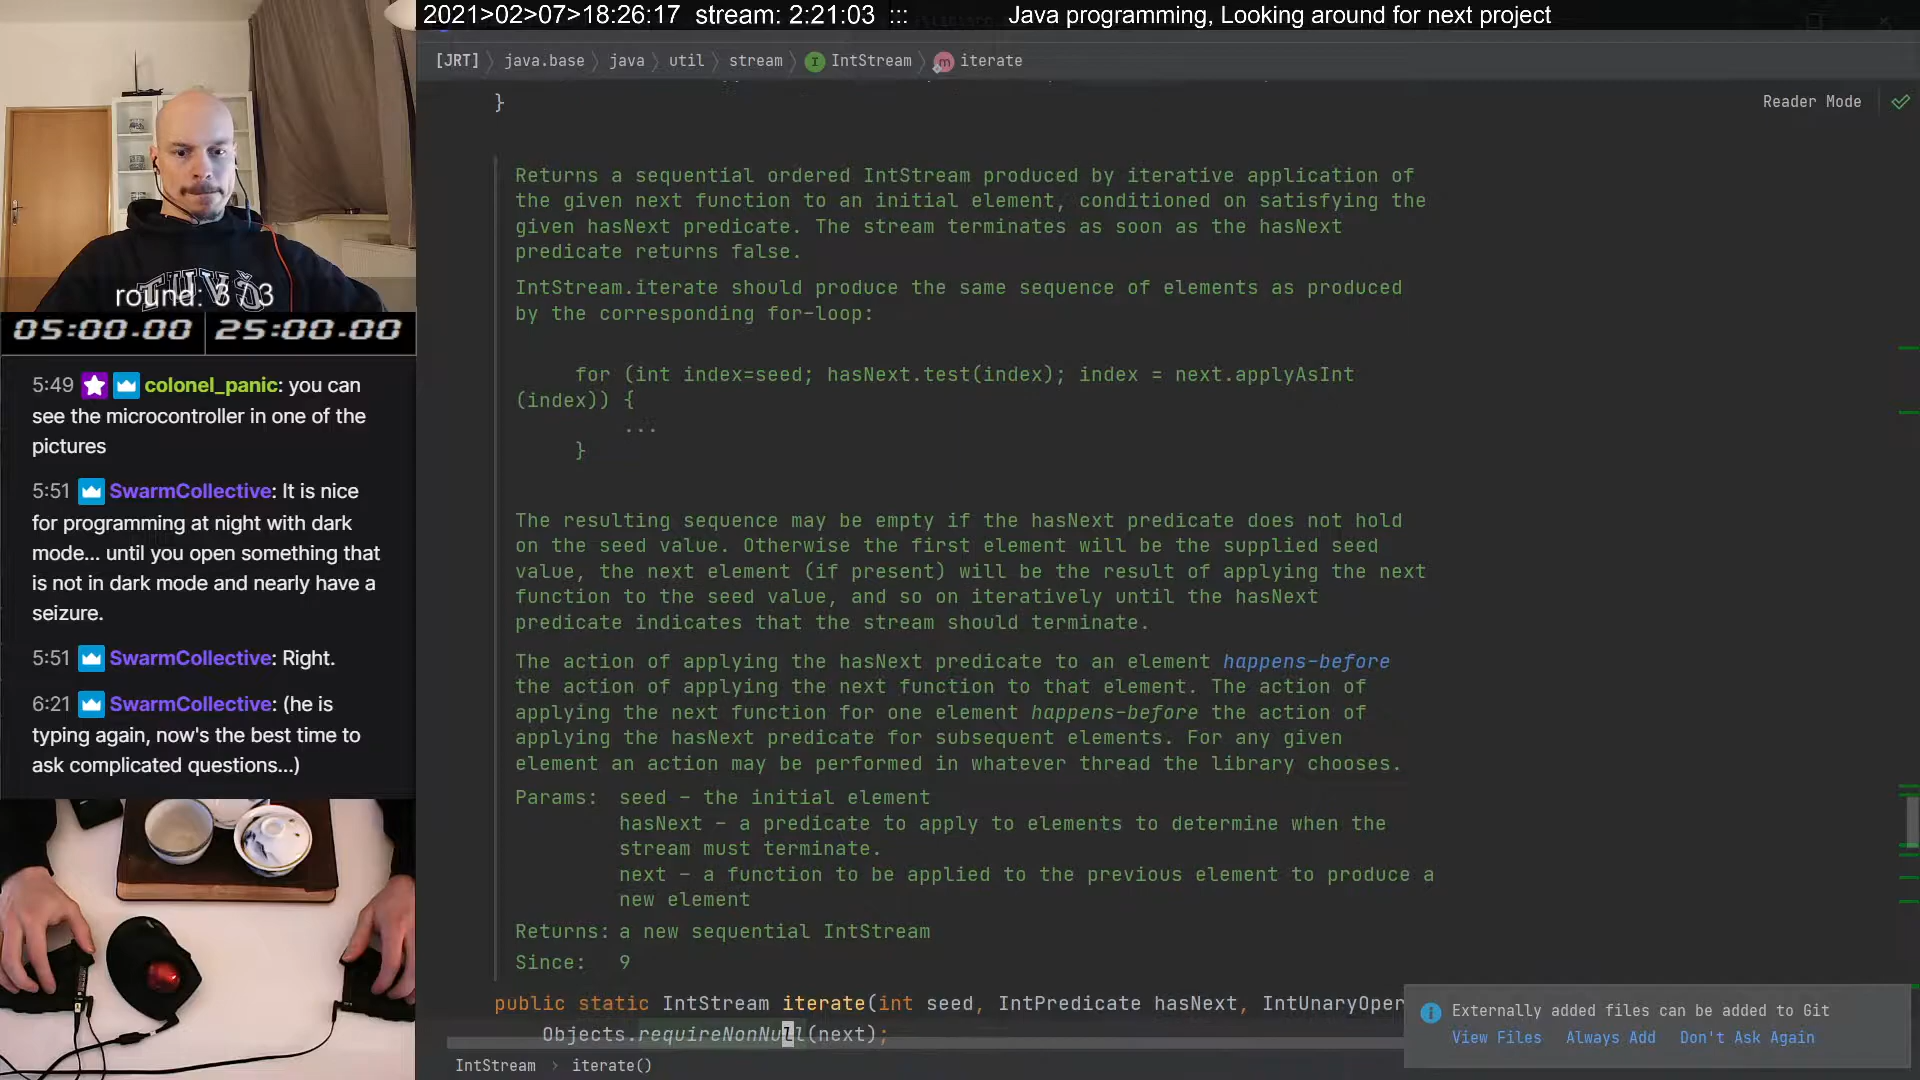 2021>02>07>18:26:17 stream: 2:21:03 ::: Java programming, Looking around for next project
[JRT] java.base java util stream IntStream iterate
}
Reader Mode
Returns a sequential ordered IntStream produced by iterative application of
the given next function to an initial element, conditioned on satisfying the
given hasNext predicate. The stream terminates as soon as the hasNext
predicate returns false.
IntStream.iterate should produce the same sequence of elements as produced
by the corresponding for-loop:
for (int index=seed; hasNext.test(index); index = next.applyAsInt
(index)) {
...
}
The resulting sequence may be empty if the hasNext predicate does not hold
on the seed value. Otherwise the first element will be the supplied seed
value, the next element (if present) will be the result of applying the next
function to the seed value, and so on iteratively until the hasNext
predicate indicates that the stream should terminate.
The action of applying the hasNext predicate to an element happens-before
the action of applying the next function to that element. The action of
applying the next function for one element happens-before the action of
applying the hasNext predicate for subsequent elements. For any given
element an action may be performed in whatever thread the library chooses.
Params: seed – the initial element
hasNext – a predicate to apply to elements to determine when the
stream must terminate.
next – a function to be applied to the previous element to produce a
new element
Returns: a new sequential IntStream
Since: 9
public static IntStream iterate(int seed, IntPredicate hasNext, IntUnaryOper
Objects.requireNonNull(next);
IntStream > iterate()
Externally added files can be added to Git
View Files Always Add Don't Ask Again
round: 3 / 3
05:00.00 25:00.00
5:49 colonel_panic: you can
see the microcontroller in one of the
pictures
5:51 SwarmCollective: It is nice
for programming at night with dark
mode... until you open something that
is not in dark mode and nearly have a
seizure.
5:51 SwarmCollective: Right.
6:21 SwarmCollective: (he is
typing again, now's the best time to
ask complicated questions...)